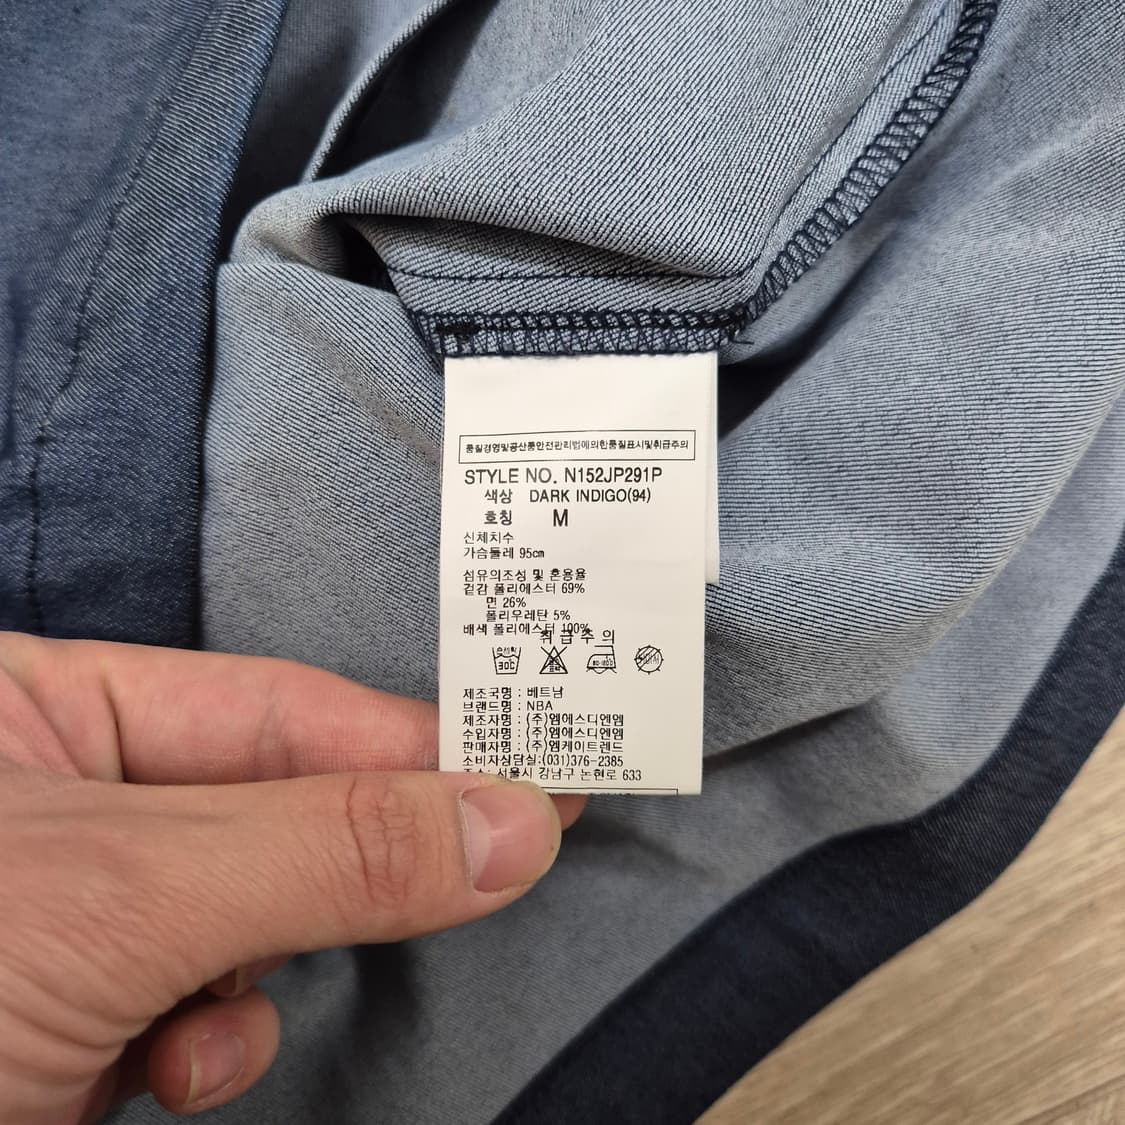 품질경영및공산품안전관리법에의한품질표시및취급주의
STYLE NO. N152JP291P
색상 DARK INDIGO(94)
호칭 M
신체치수
가슴둘레 95cm
섬유의조성 및 혼용율
겉감 폴리에스터 69%
면 26%
폴리우레탄 5%
배색 폴리에스터 100%
취급주의
30℃
제조국명 : 베트남
브랜드명 : NBA
제조자명 : (주)엠에스디엔엠
수입자명 : (주)엠에스디엔엠
판매자명 : (주)엠케이트렌드
소비자상담실:(031)376-2385
주소: 서울시 강남구 논현로 633